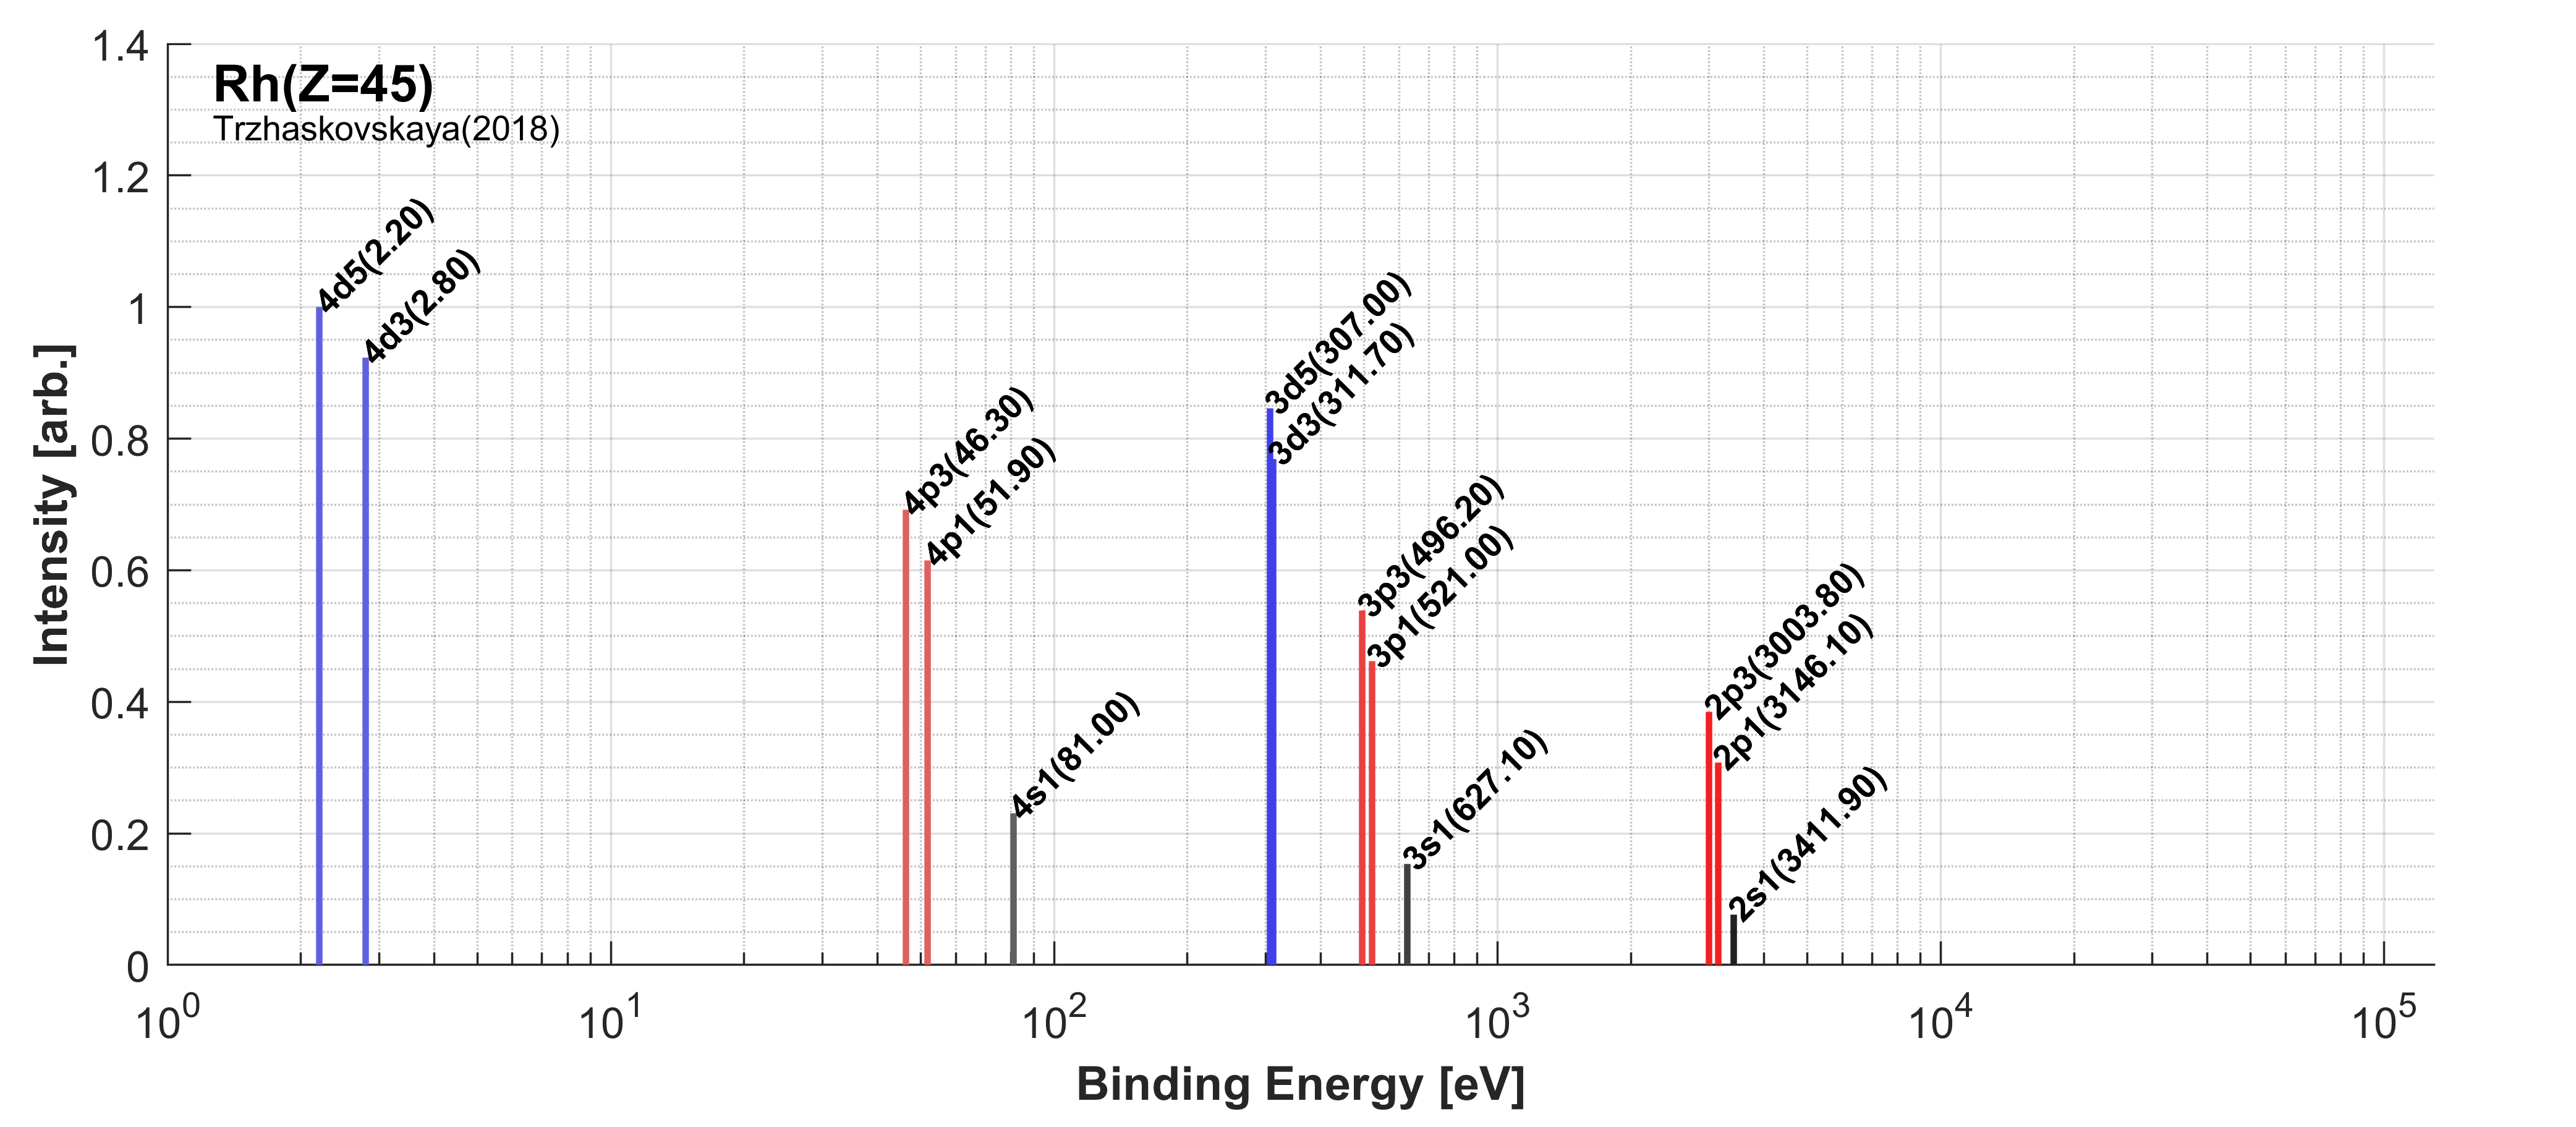 Rh(Z=45)
Trzhaskovskaya(2018)
Intensity [arb.]
1.4
1.2
1
0.8
0.6
0.4
0.2
0
4d5(2.20)
4d3(2.80)
4p3(46.30)
4p1(51.90)
4s1(81.00)
3d5(307.00)
3d3(311.70)
3p3(496.20)
3p1(521.00)
3s1(627.10)
2p3(3003.80)
2p1(3146.10)
2s1(3411.90)
10^0 10^1 10^2 10^3 10^4 10^5
Binding Energy [eV]